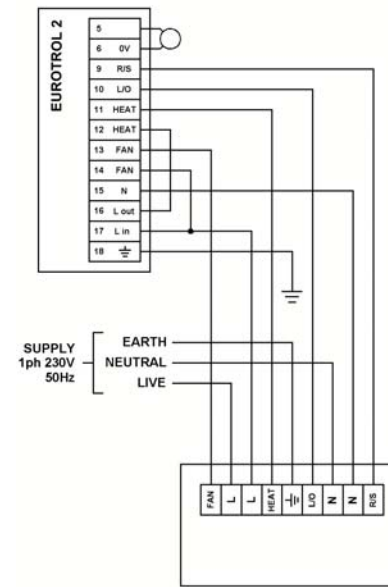 EUROTROL 2
5
6 0V
9 R/S
10 L/O
11 HEAT
12 HEAT
13 FAN
14 FAN
15 N
16 L out
17 L in
18
SUPPLY
1ph 230V
50Hz
EARTH
NEUTRAL
LIVE
FAN L L HEAT L/O N N R/S